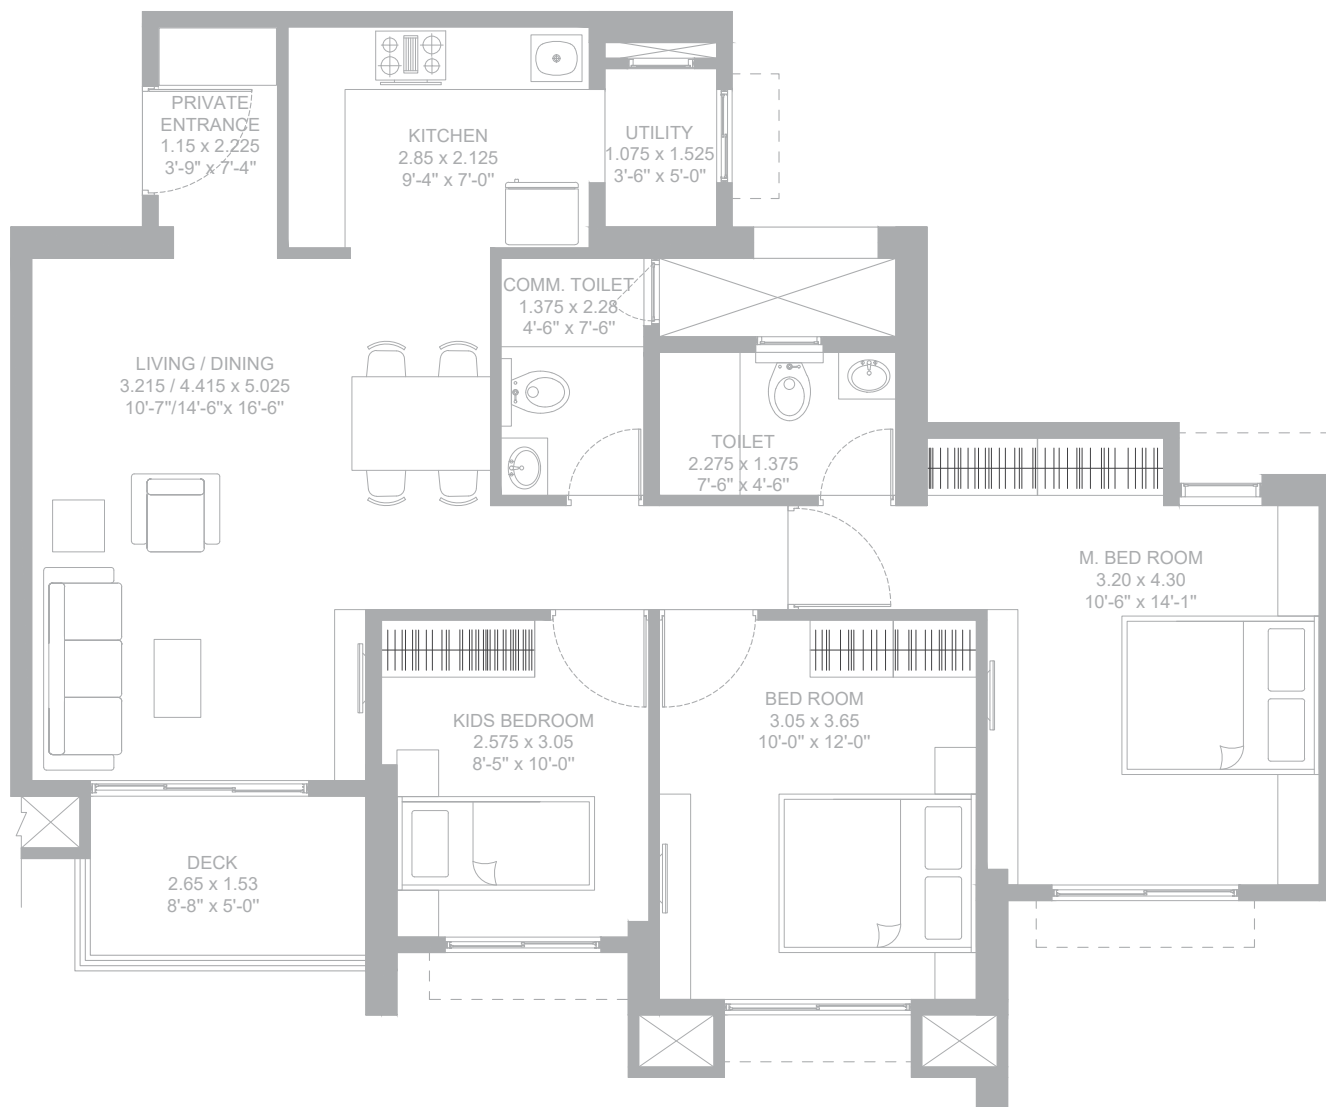 PRIVATE
ENTRANCE
1.15 x 2.225
3'-9" x 7'-4"
KITCHEN
2.85 x 2.125
9'-4" x 7'-0"
UTILITY
1.075 x 1.525
3'-6" x 5'-0"
COMM. TOILET
1.375 x 2.28
4'-6" x 7'-6"
LIVING / DINING
3.215 / 4.415 x 5.025
10'-7"/14'-6"x 16'-6"
TOILET
2.275 x 1.375
7'-6" x 4'-6"
M. BED ROOM
3.20 x 4.30
10'-6" x 14'-1"
KIDS BEDROOM
2.575 x 3.05
8'-5" x 10'-0"
BED ROOM
3.05 x 3.65
10'-0" x 12'-0"
DECK
2.65 x 1.53
8'-8" x 5'-0"